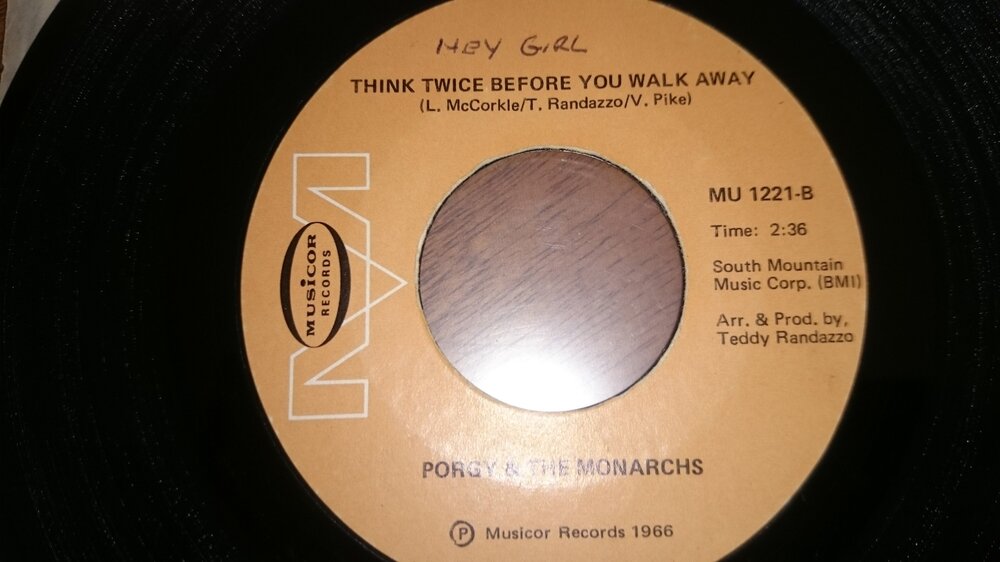 HEY GIRL
THINK TWICE BEFORE YOU WALK AWAY
(L. McCorkle/T. Randazzo/V. Pike)
MU 1221-B
Time: 2:36
South Mountain
Music Corp. (BMI)
Arr. & Prod. by,
Teddy Randazzo
MUSICOR
RECORDS
PORGY & THE MONARCHS
Ⓟ Musicor Records 1966